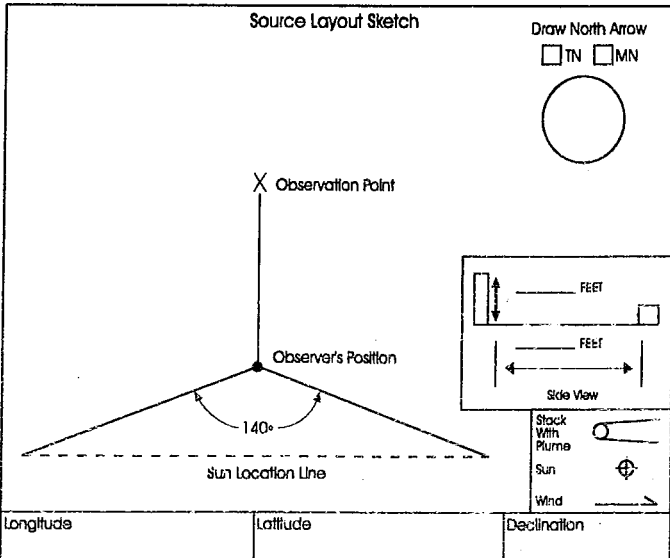 Source Layout Sketch
Draw North Arrow
TN MN
X Observation Point
FEET
Observer's Position
FEET
Side View
140°
Sun Location Line
Stack
With
Plume
Sun
Wind
Longitude Latitude Declination